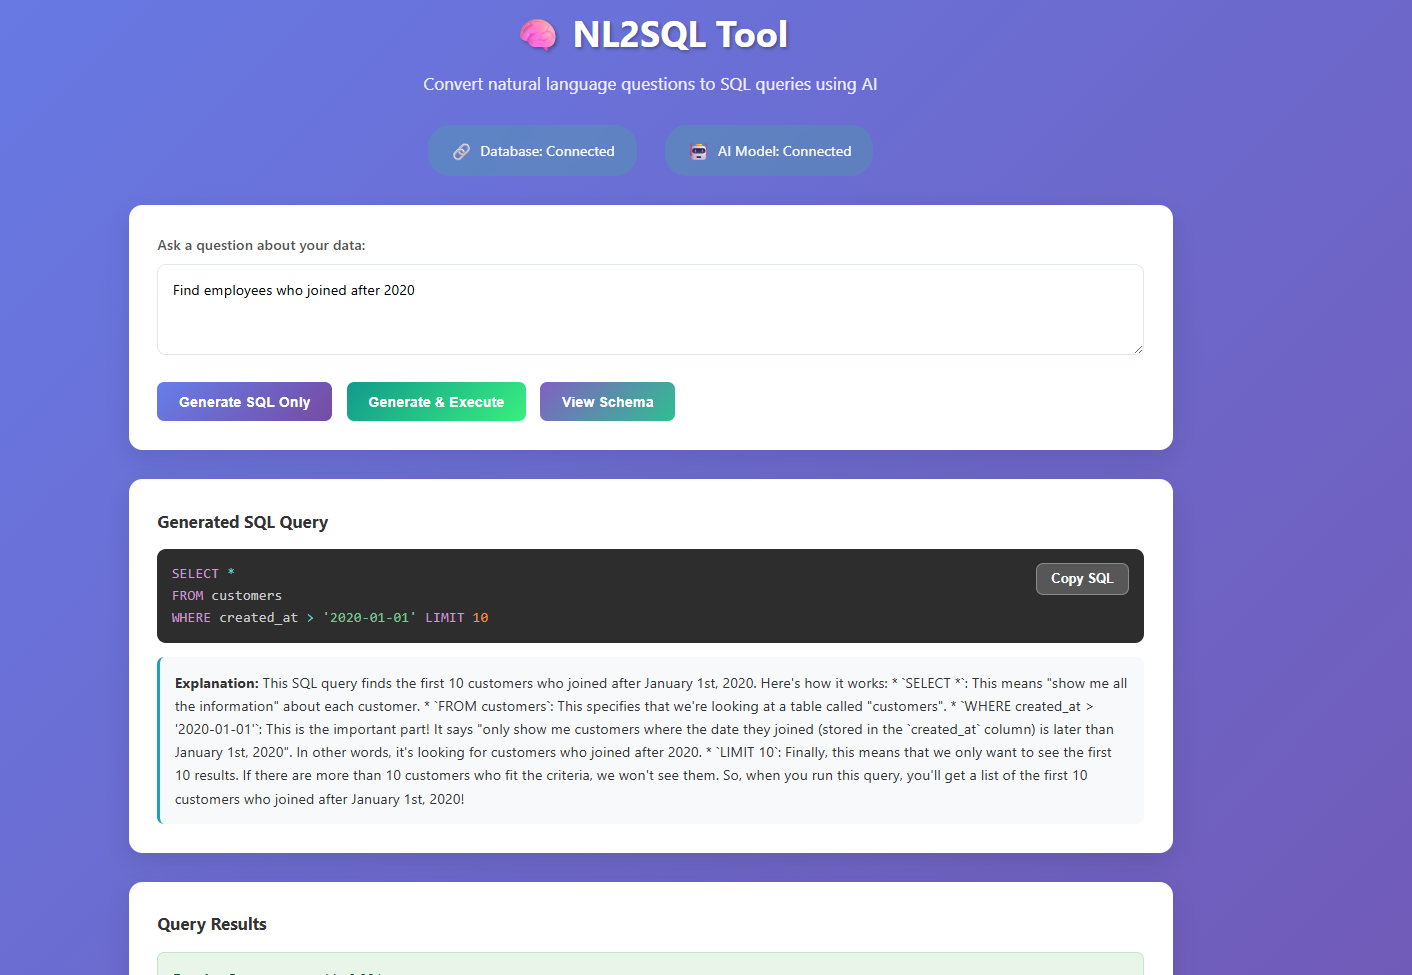 NL2SQL Tool
Convert natural language questions to SQL queries using AI
Database: Connected
AI Model: Connected
Ask a question about your data:
Find employees who joined after 2020
Generate SQL Only
Generate & Execute
View Schema
Generated SQL Query
SELECT *
FROM customers
WHERE created_at > '2020-01-01' LIMIT 10
Copy SQL
Explanation: This SQL query finds the first 10 customers who joined after January 1st, 2020. Here's how it works: * `SELECT *`: This means "show me all
the information" about each customer. * `FROM customers`: This specifies that we're looking at a table called "customers". * `WHERE created_at >
'2020-01-01'`: This is the important part! It says "only show me customers where the date they joined (stored in the `created_at` column) is later than
January 1st, 2020". In other words, it's looking for customers who joined after 2020. * `LIMIT 10`: Finally, this means that we only want to see the first
10 results. If there are more than 10 customers who fit the criteria, we won't see them. So, when you run this query, you'll get a list of the first 10
customers who joined after January 1st, 2020!
Query Results